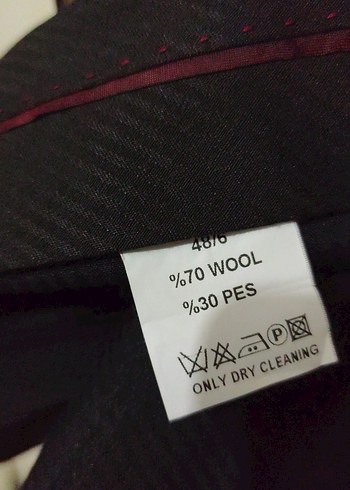 48/6
%70 WOOL
%30 PES
P
ONLY DRY CLEANING